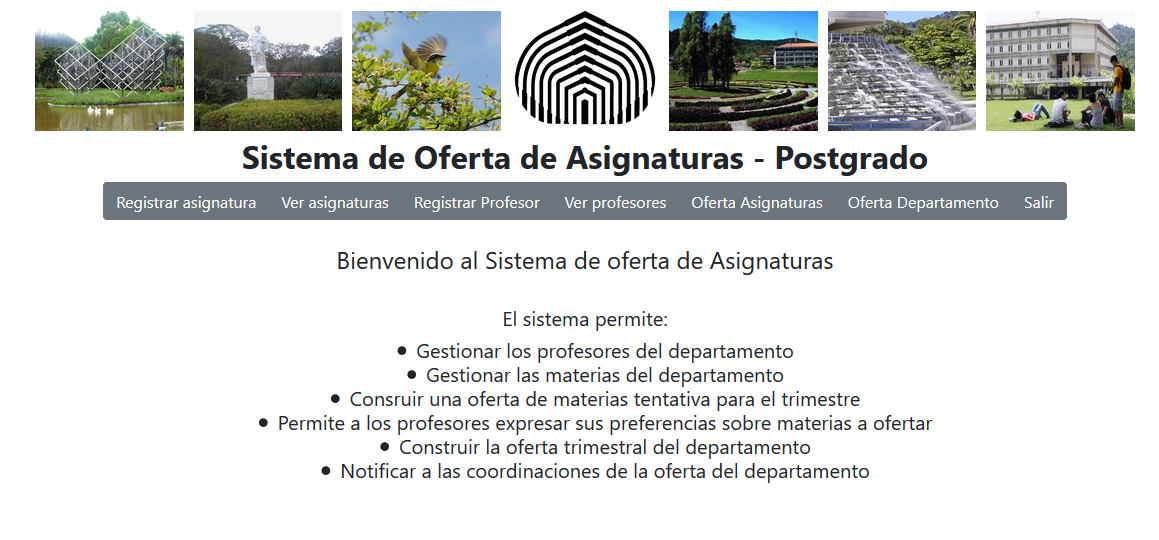 Sistema de Oferta de Asignaturas - Postgrado
Registrar asignatura Ver asignaturas Registrar Profesor Ver profesores Oferta Asignaturas Oferta Departamento Salir
Bienvenido al Sistema de oferta de Asignaturas
El sistema permite:
● Gestionar los profesores del departamento
● Gestionar las materias del departamento
● Consruir una oferta de materias tentativa para el trimestre
● Permite a los profesores expresar sus preferencias sobre materias a ofertar
● Construir la oferta trimestral del departamento
● Notificar a las coordinaciones de la oferta del departamento